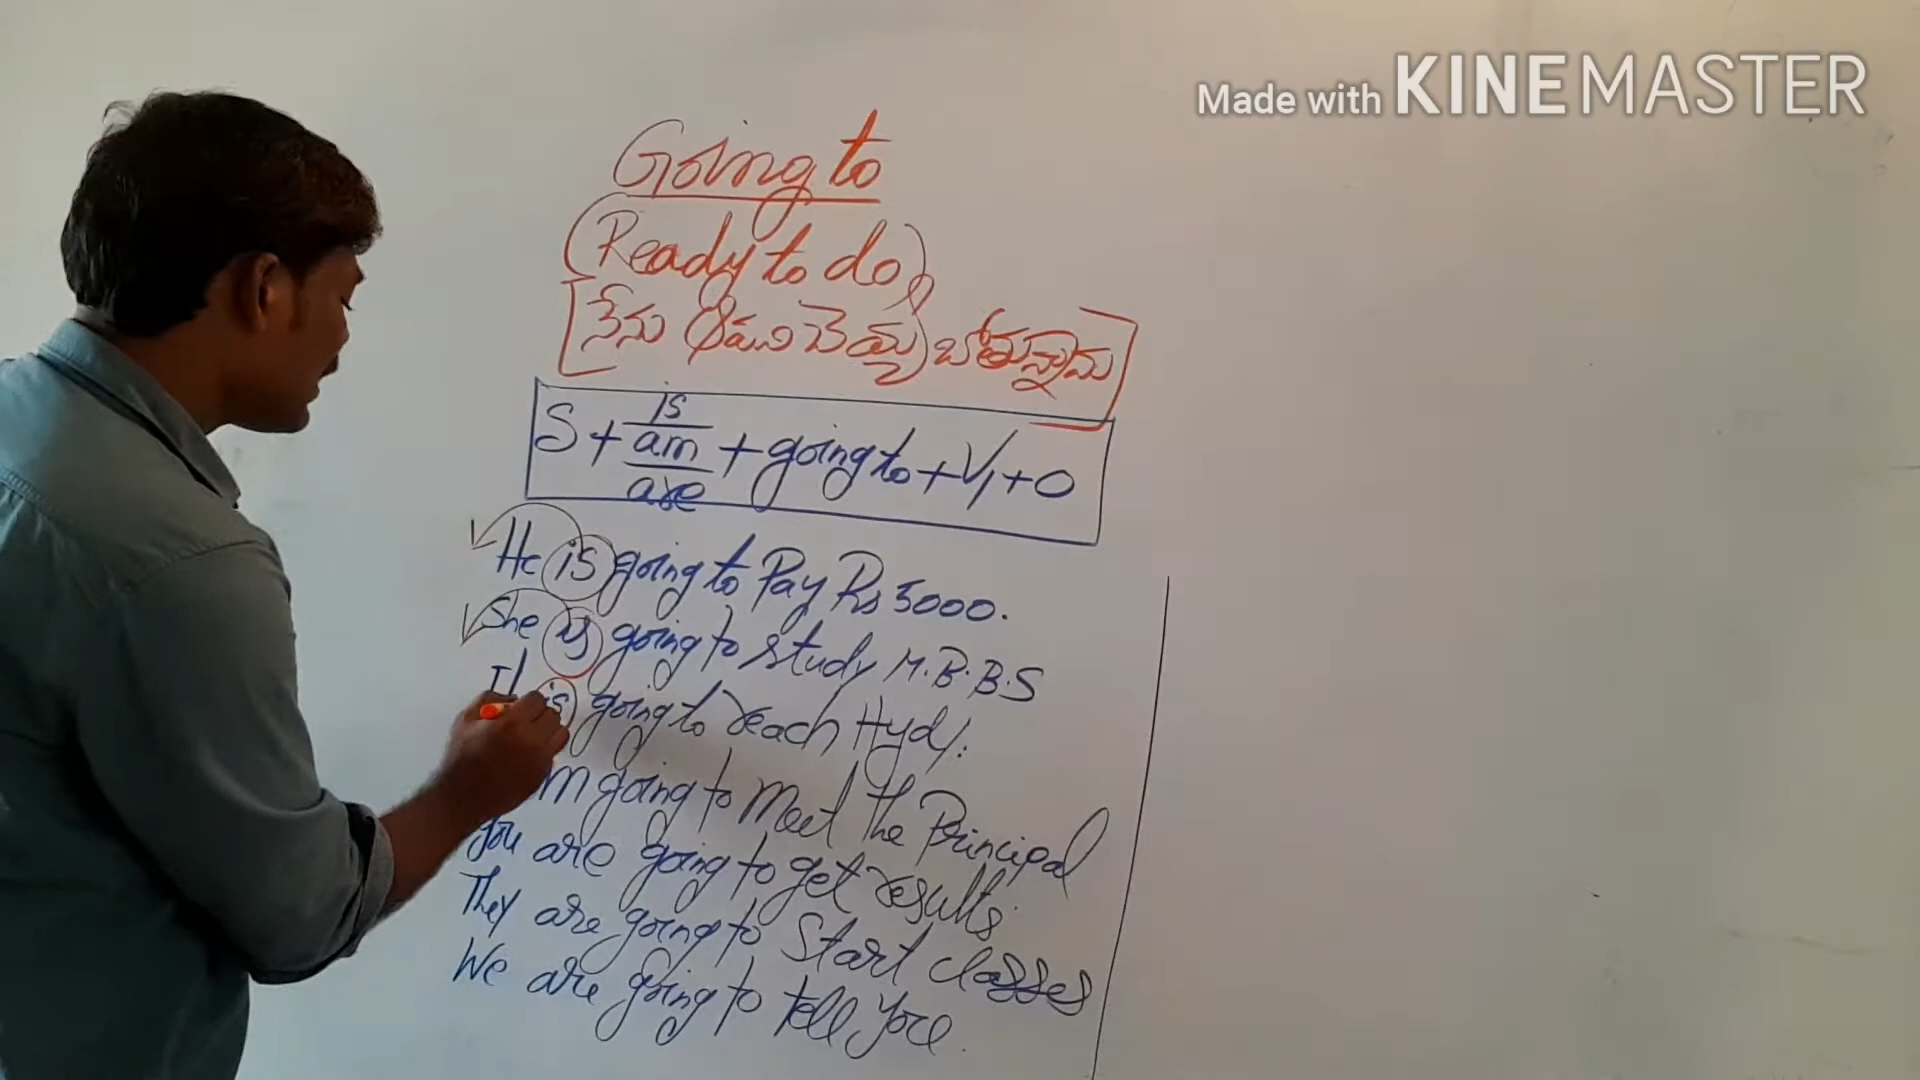 Made with KINEMASTER
Going to
(Ready to do)
[నేను ఆపని చెయ్య బోతున్నాను]
S + is/am/are + going to + V1 + O
He is going to Pay Rs 5000.
She is going to study M.B.B.S
is going to reach Hyd/.
going to meet the Principal
You are going to get results.
They are going to Start classes
We are going to tell you.